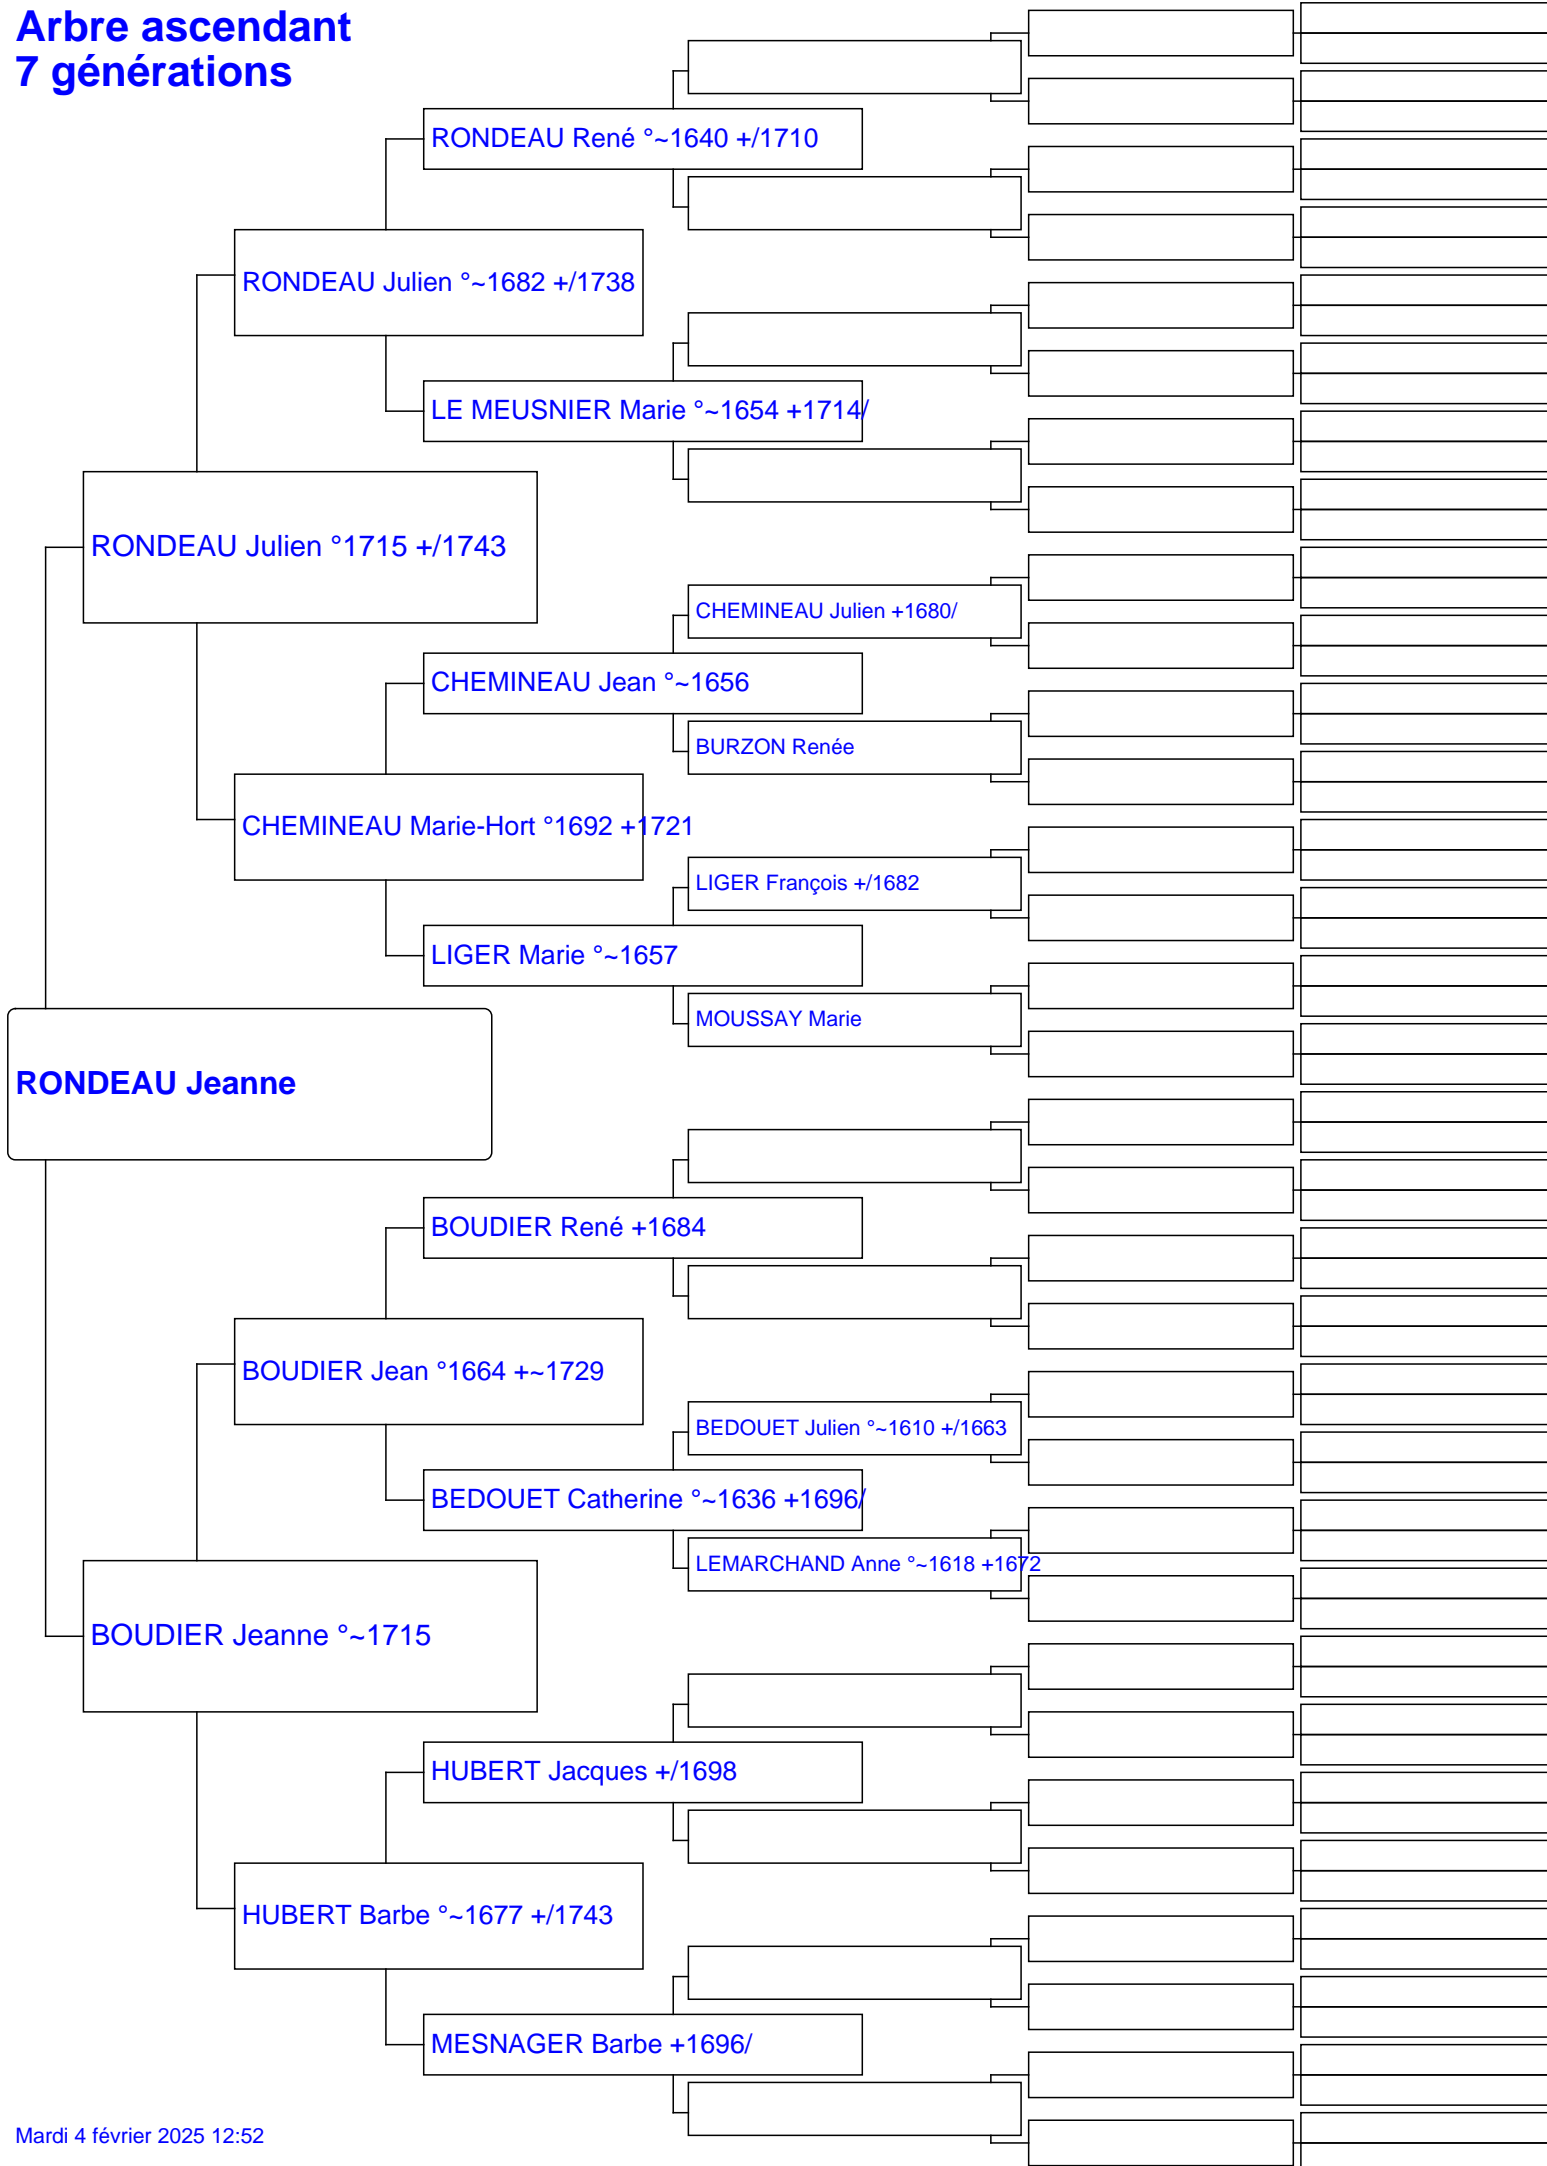 Arbre ascendant
7 générations
RONDEAU René °~1640 +/1710
RONDEAU Julien °~1682 +/1738
LE MEUSNIER Marie °~1654 +1714/
RONDEAU Julien °1715 +/1743
CHEMINEAU Julien +1680/
CHEMINEAU Jean °~1656
BURZON Renée
CHEMINEAU Marie-Hort °1692 +1721
LIGER François +/1682
LIGER Marie °~1657
MOUSSAY Marie
RONDEAU Jeanne
BOUDIER René +1684
BOUDIER Jean °1664 +~1729
BEDOUET Julien °~1610 +/1663
BEDOUET Catherine °~1636 +1696/
LEMARCHAND Anne °~1618 +1672
BOUDIER Jeanne °~1715
HUBERT Jacques +/1698
HUBERT Barbe °~1677 +/1743
MESNAGER Barbe +1696/
Mardi 4 février 2025 12:52